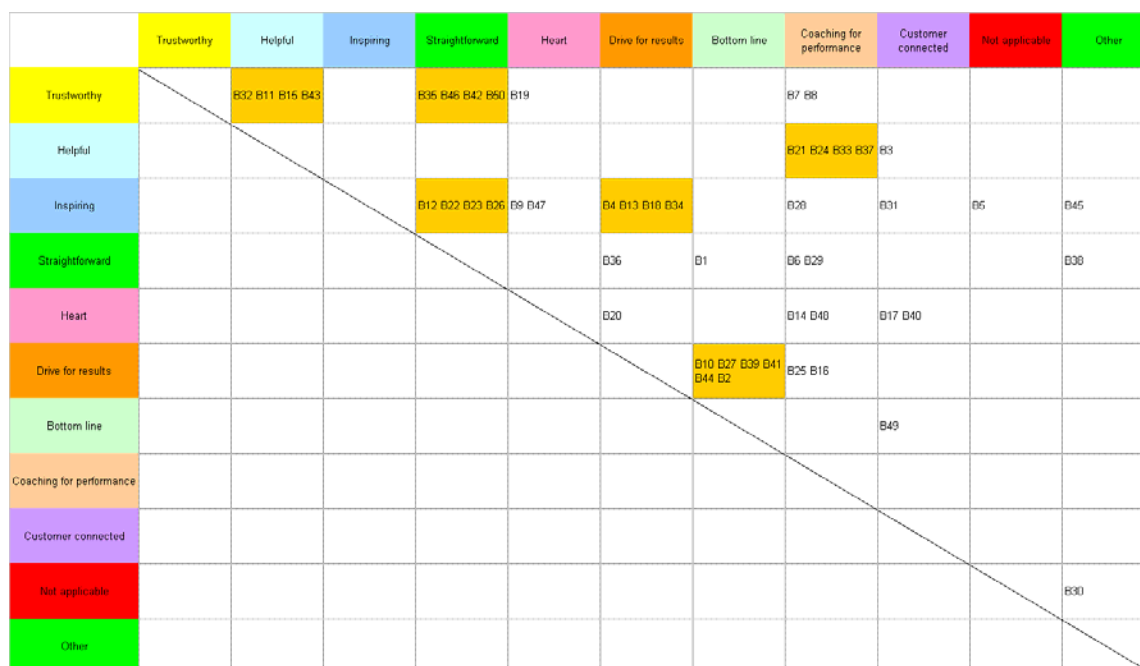 Trustworthy Helpful Inspiring Straightforward Heart Drive for results Bottom line Coaching for performance Customer connected Not applicable Other
Trustworthy B32 B11 B15 B43 B35 B46 B42 B50 B19 B7 B8
Helpful B21 B24 B33 B37 B3
Inspiring B12 B22 B23 B26 B9 B47 B4 B13 B18 B34 B28 B31 B5 B45
Straightforward B36 B1 B6 B29 B38
Heart B20 B14 B48 B17 B40
Drive for results B10 B27 B39 B41 B44 B2 B25 B16
Bottom line B49
Coaching for performance
Customer connected
Not applicable B30
Other